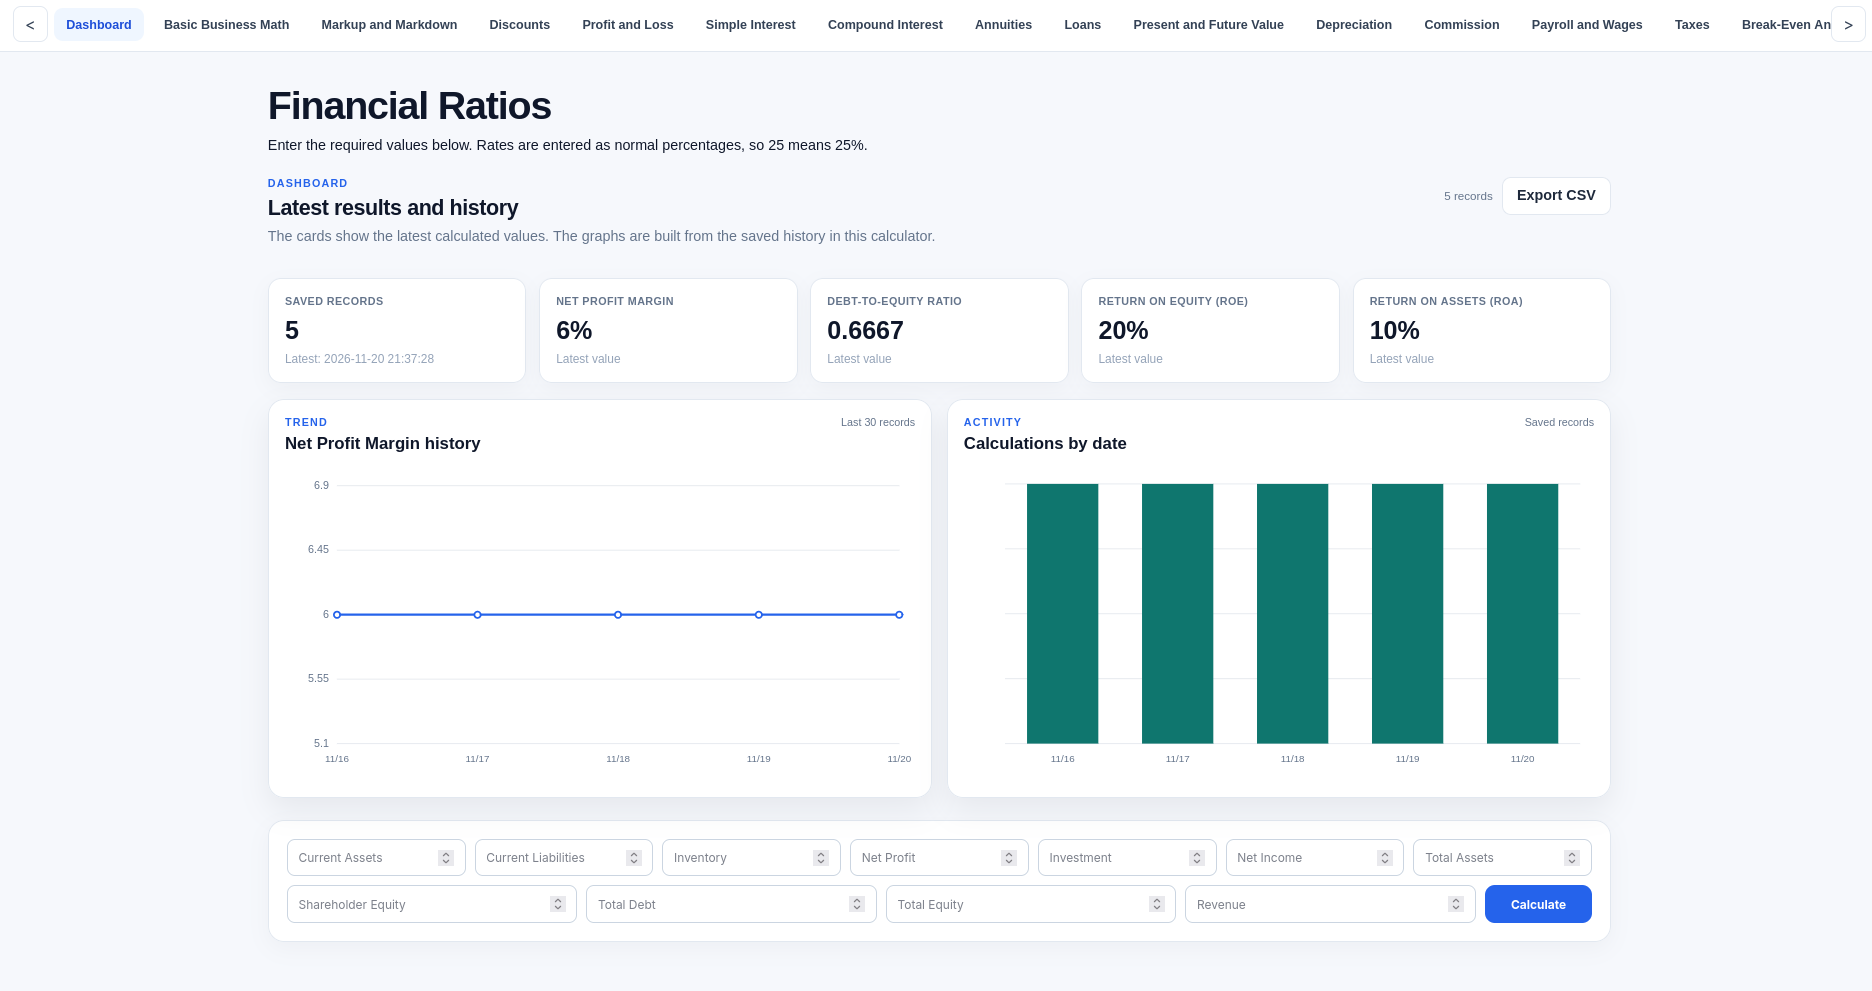 <
Dashboard
Basic Business Math
Markup and Markdown
Discounts
Profit and Loss
Simple Interest
Compound Interest
Annuities
Loans
Present and Future Value
Depreciation
Commission
Payroll and Wages
Taxes
Break-Even An
>
Financial Ratios
Enter the required values below. Rates are entered as normal percentages, so 25 means 25%.
DASHBOARD
Latest results and history
The cards show the latest calculated values. The graphs are built from the saved history in this calculator.
5 records
Export CSV
SAVED RECORDS
5
Latest: 2026-11-20 21:37:28
NET PROFIT MARGIN
6%
Latest value
DEBT-TO-EQUITY RATIO
0.6667
Latest value
RETURN ON EQUITY (ROE)
20%
Latest value
RETURN ON ASSETS (ROA)
10%
Latest value
TREND
Last 30 records
Net Profit Margin history
6.9
6.45
6
5.55
5.1
11/16
11/17
11/18
11/19
11/20
ACTIVITY
Saved records
Calculations by date
11/16
11/17
11/18
11/19
11/20
Current Assets
Current Liabilities
Inventory
Net Profit
Investment
Net Income
Total Assets
Shareholder Equity
Total Debt
Total Equity
Revenue
Calculate